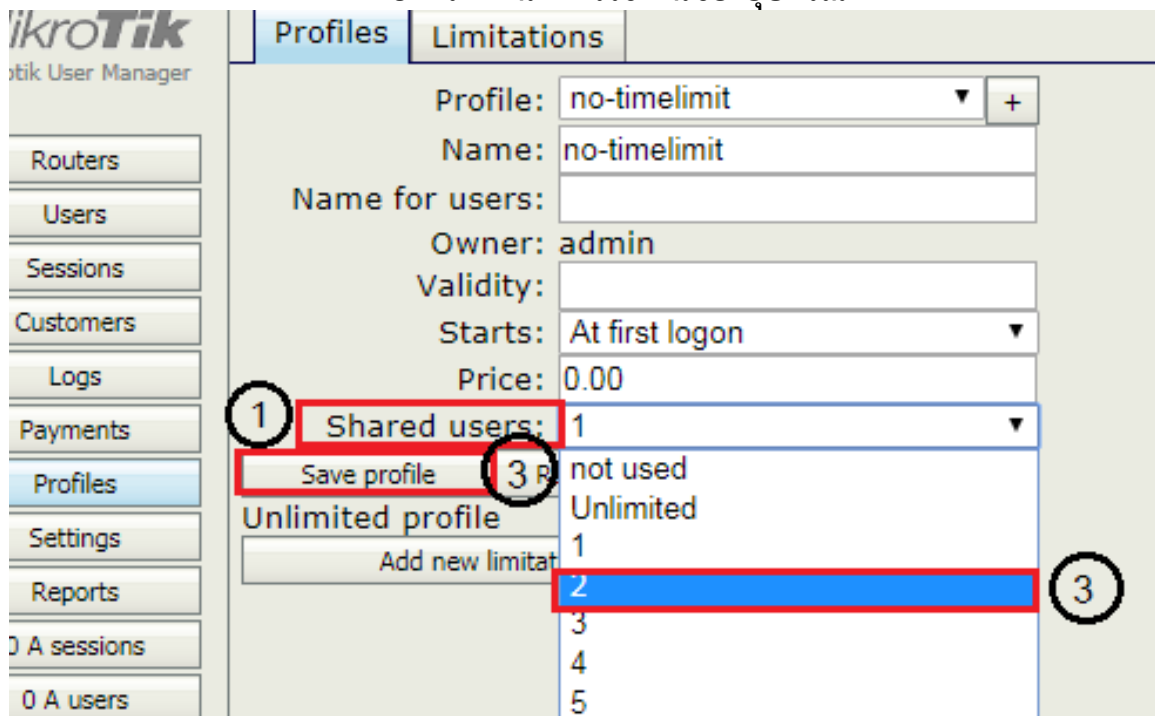 MikroTik
Mikrotik User Manager
Routers
Users
Sessions
Customers
Logs
Payments
Profiles
Settings
Reports
0 A sessions
0 A users
Profiles
Limitations
Profile: no-timelimit +
Name: no-timelimit
Name for users:
Owner: admin
Validity:
Starts: At first logon
Price: 0.00
1 Shared users: 1
Save profile 3 R
not used
Unlimited profile
Unlimited
1
Add new limitat
2 3
3
4
5